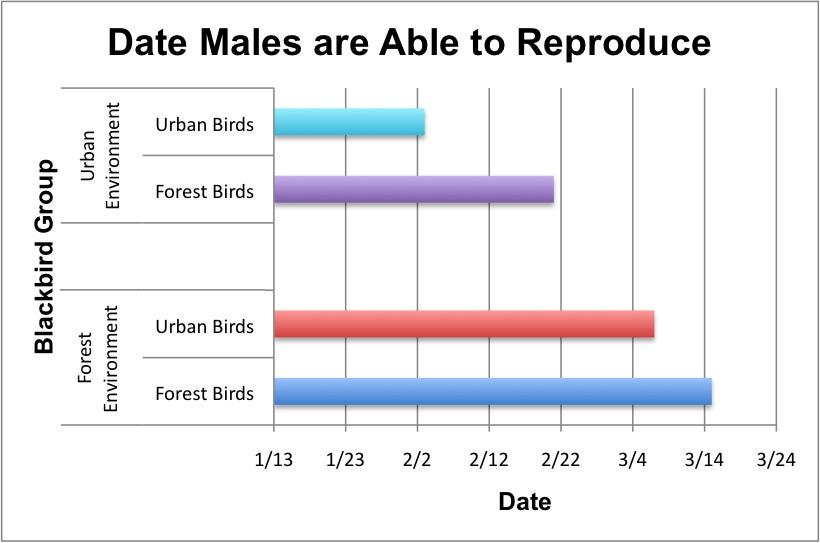 Date Males are Able to Reproduce
Blackbird Group
Urban
Environment
Urban Birds
Forest Birds
Forest
Environment
Urban Birds
Forest Birds
1/13 1/23 2/2 2/12 2/22 3/4 3/14 3/24
Date